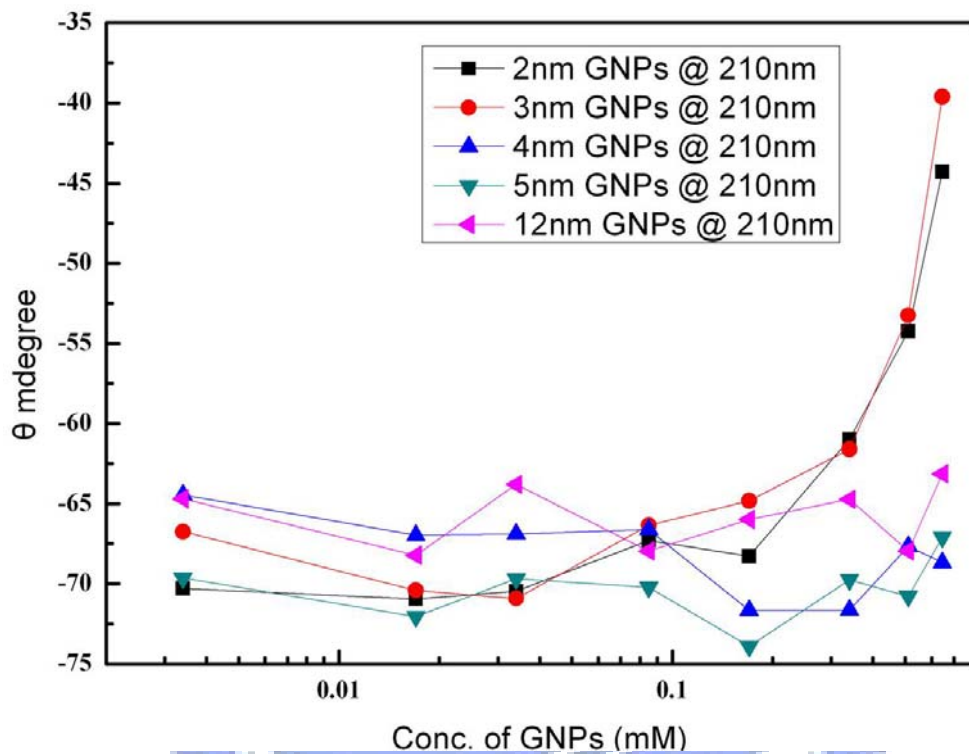 -35
-40
-45
-50
-55
-60
-65
-70
-75
θ mdegree
2nm GNPs @ 210nm
3nm GNPs @ 210nm
4nm GNPs @ 210nm
5nm GNPs @ 210nm
12nm GNPs @ 210nm
0.01
0.1
Conc. of GNPs (mM)